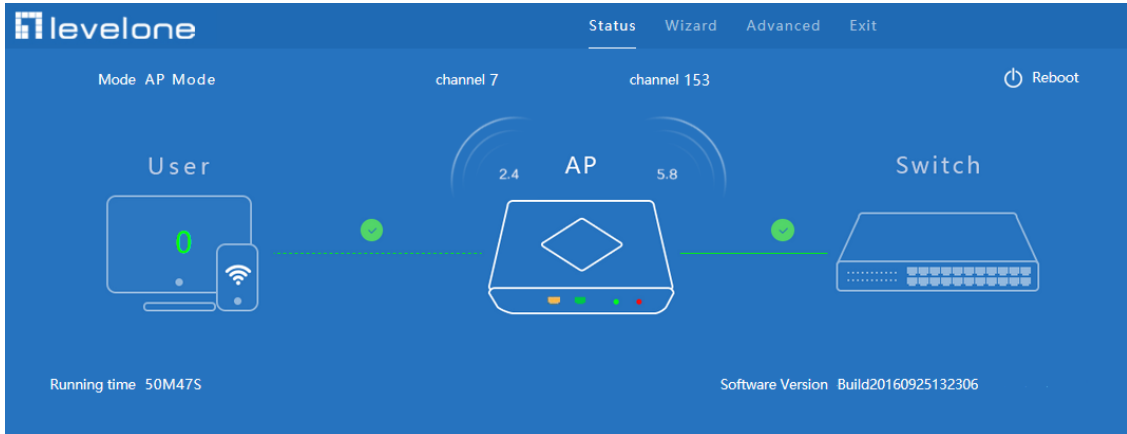 levelone
Status Wizard Advanced Exit
Mode AP Mode channel 7 channel 153 Reboot
User AP Switch
2.4 5.8
0
Running time 50M47S Software Version Build20160925132306